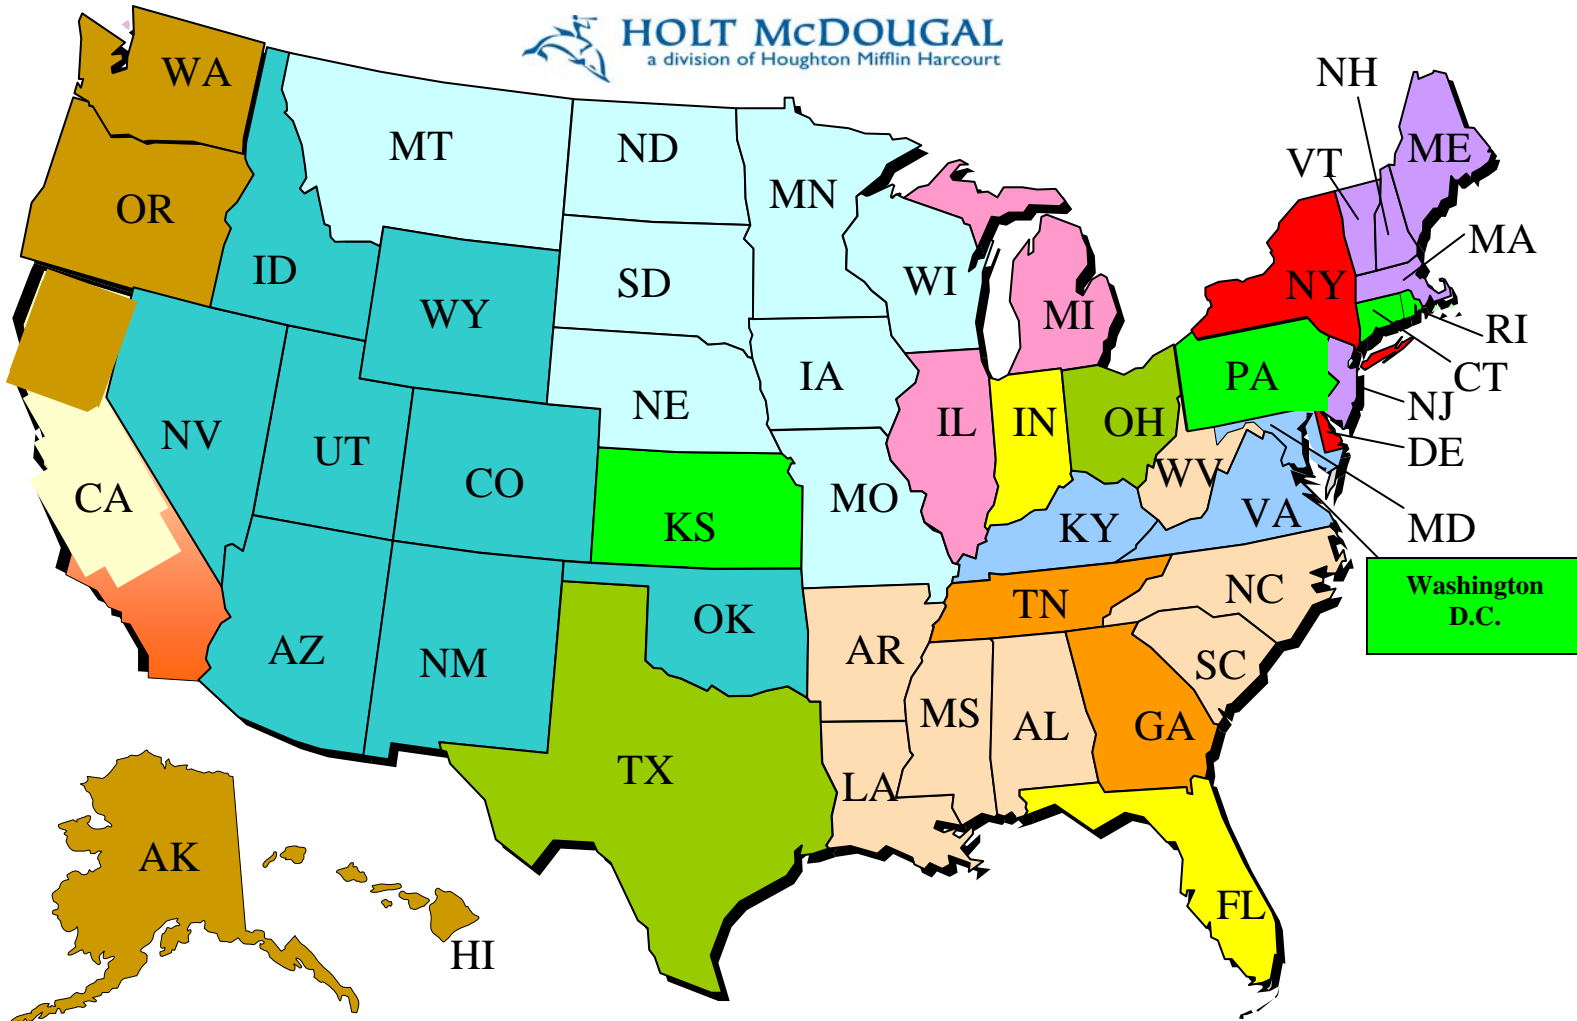 HOLT McDOUGAL
a division of Houghton Mifflin Harcourt
WA
OR
CA
AK
HI
ID
NV
UT
AZ
MT
WY
CO
NM
ND
SD
NE
KS
OK
TX
MN
IA
MO
AR
LA
WI
IL
MI
IN
OH
KY
TN
MS
AL
GA
FL
SC
NC
VA
WV
PA
NY
VT
NH
ME
MA
RI
CT
NJ
DE
MD
Washington
D.C.